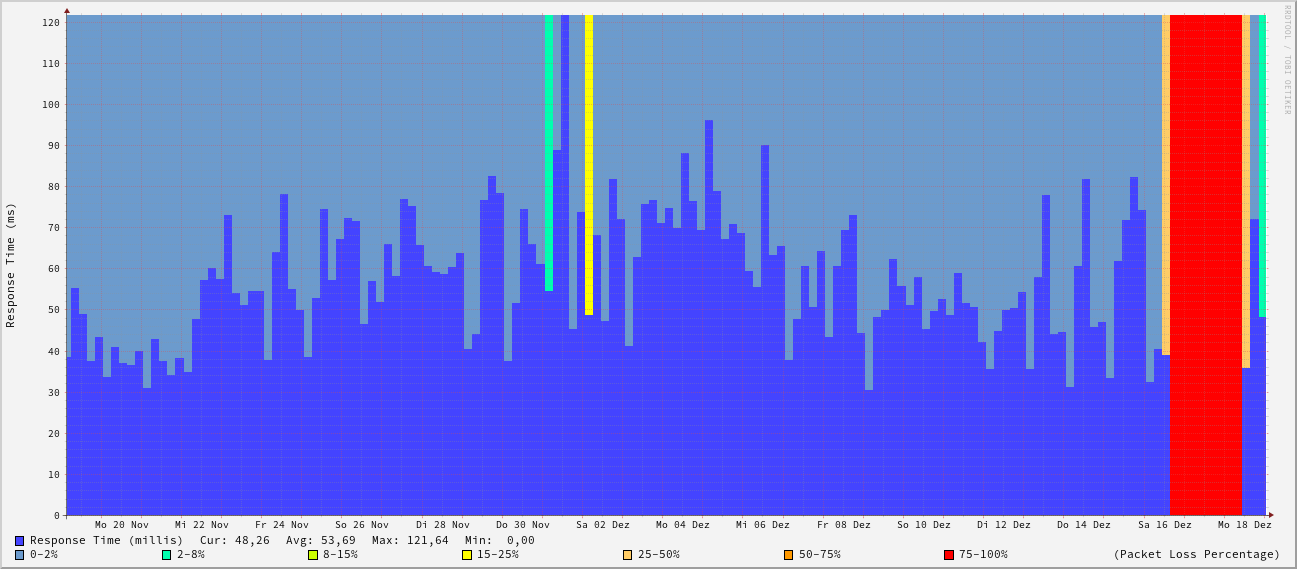 RRDTOOL / TOBI OETIKER
Response Time (ms)
120
110
100
90
80
70
60
50
40
30
20
10
0
Mo 20 Nov Mi 22 Nov Fr 24 Nov So 26 Nov Di 28 Nov Do 30 Nov Sa 02 Dez Mo 04 Dez Mi 06 Dez Fr 08 Dez So 10 Dez Di 12 Dez Do 14 Dez Sa 16 Dez Mo 18 Dez
Response Time (millis) Cur: 48,26 Avg: 53,69 Max: 121,64 Min: 0,00
0-2% 2-8% 8-15% 15-25% 25-50% 50-75% 75-100% (Packet Loss Percentage)